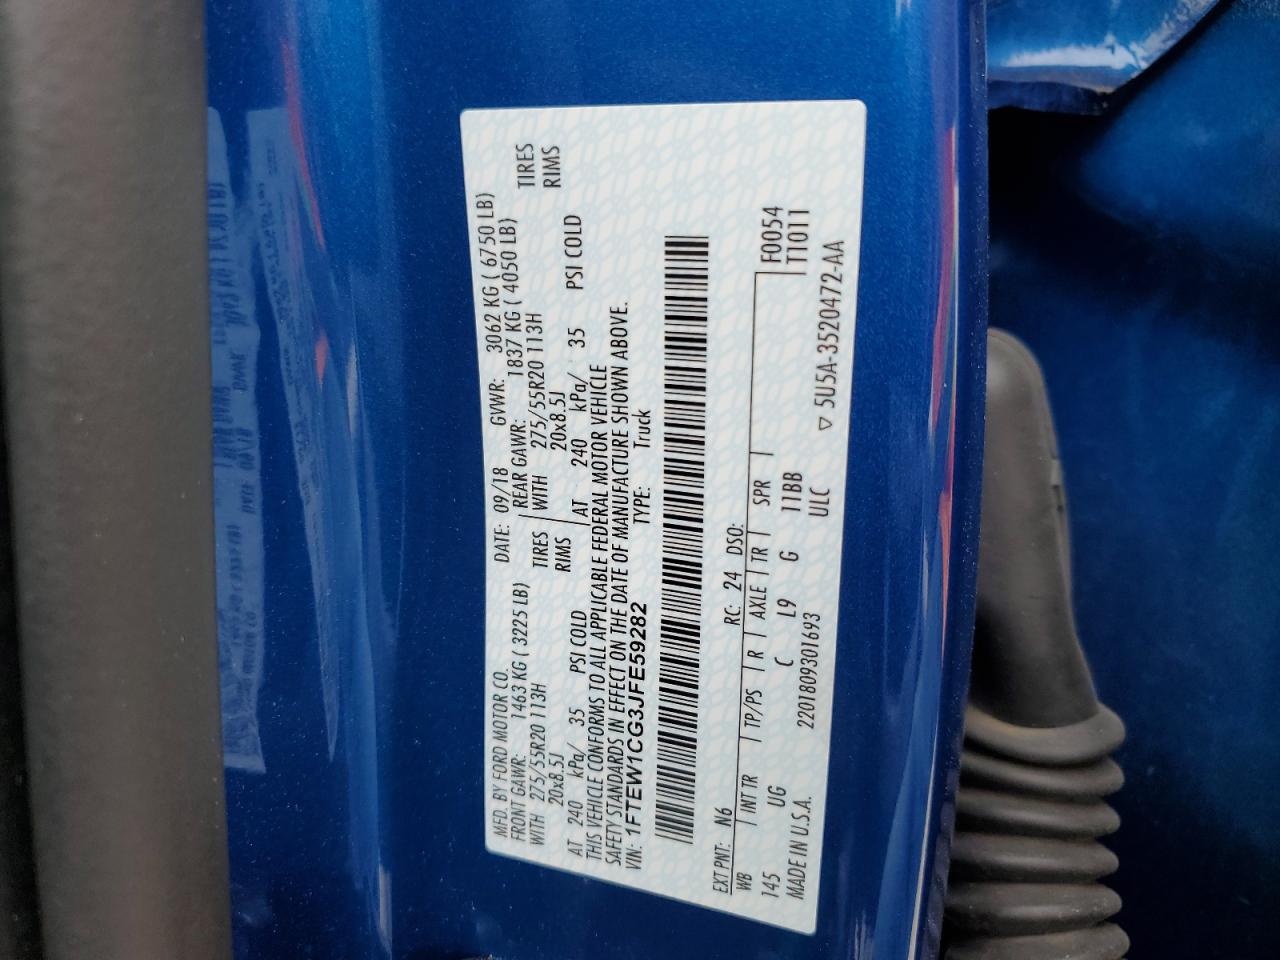 MFD. BY FORD MOTOR CO. DATE: 09/18 GVWR: 3062 KG ( 6750 LB)
FRONT GAWR: 1463 KG ( 3225 LB) REAR GAWR: 1837 KG ( 4050 LB)
WITH 275/55R20 113H TIRES WITH 275/55R20 113H TIRES
20x8.5J RIMS 20x8.5J RIMS
AT 240 kPa/ 35 PSI COLD AT 240 kPa/ 35 PSI COLD
THIS VEHICLE CONFORMS TO ALL APPLICABLE FEDERAL MOTOR VEHICLE
SAFETY STANDARDS IN EFFECT ON THE DATE OF MANUFACTURE SHOWN ABOVE.
VIN: 1FTEW1CG3JFE59282 TYPE: Truck
EXT PNT: N6 RC: 24 DSO:
WB INT TR TP/PS R AXLE TR SPR F0054
145 UG C L9 G 11BB T1011
MADE IN U.S.A. 2201809301693 ULC ▽ 5U5A-3520472-AA